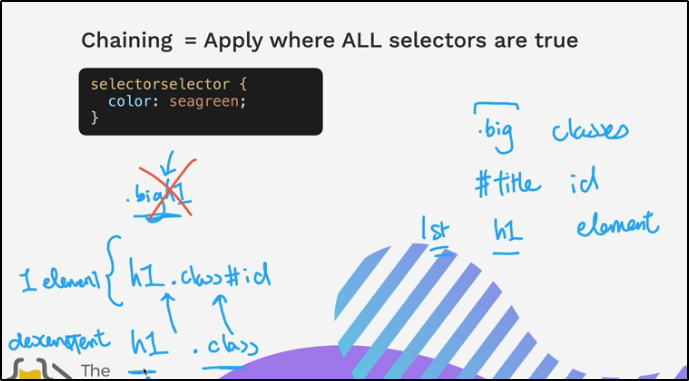 Chaining = Apply where ALL selectors are true
selectorselector {
color: seagreen;
}
.big classes
.bigh1
#title id
1st h1 element
1 element { h1.class#id
h1 .class
The